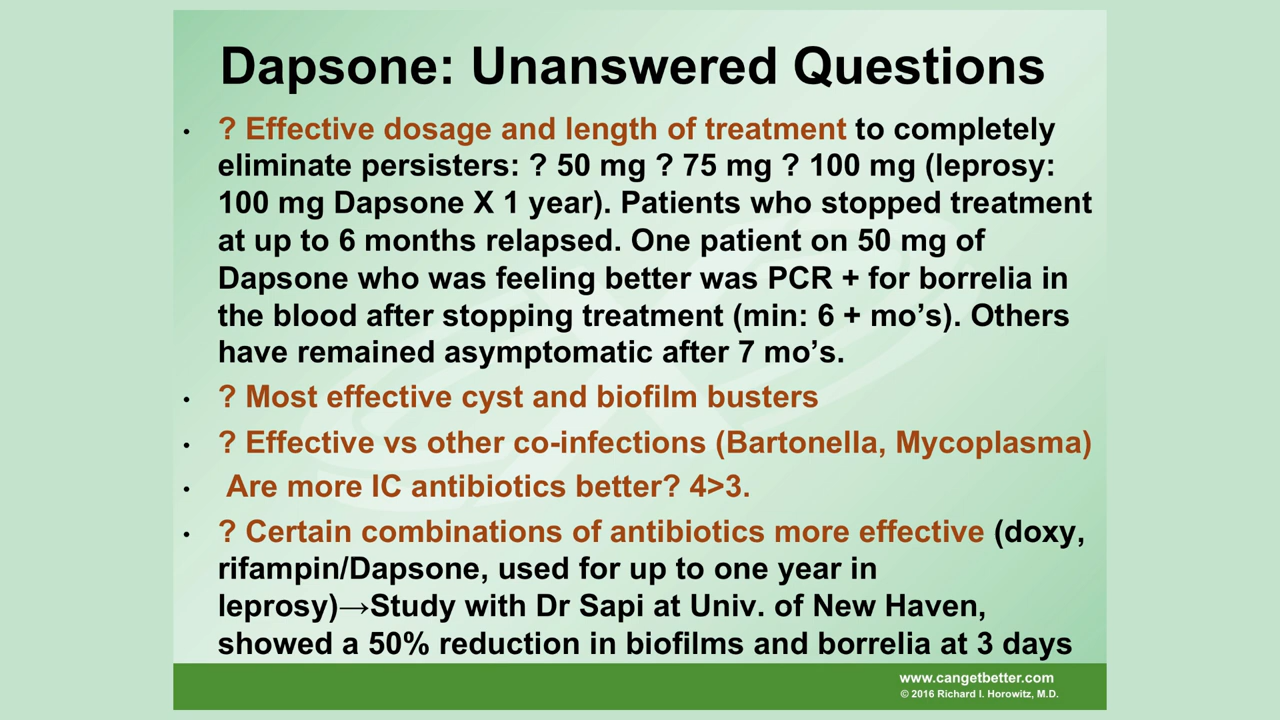 Dapsone: Unanswered Questions
• ? Effective dosage and length of treatment to completely
eliminate persisters: ? 50 mg ? 75 mg ? 100 mg (leprosy:
100 mg Dapsone X 1 year). Patients who stopped treatment
at up to 6 months relapsed. One patient on 50 mg of
Dapsone who was feeling better was PCR + for borrelia in
the blood after stopping treatment (min: 6 + mo’s). Others
have remained asymptomatic after 7 mo’s.
• ? Most effective cyst and biofilm busters
• ? Effective vs other co-infections (Bartonella, Mycoplasma)
• Are more IC antibiotics better? 4>3.
• ? Certain combinations of antibiotics more effective (doxy,
rifampin/Dapsone, used for up to one year in
leprosy)→Study with Dr Sapi at Univ. of New Haven,
showed a 50% reduction in biofilms and borrelia at 3 days
www.cangetbetter.com
© 2016 Richard I. Horowitz, M.D.